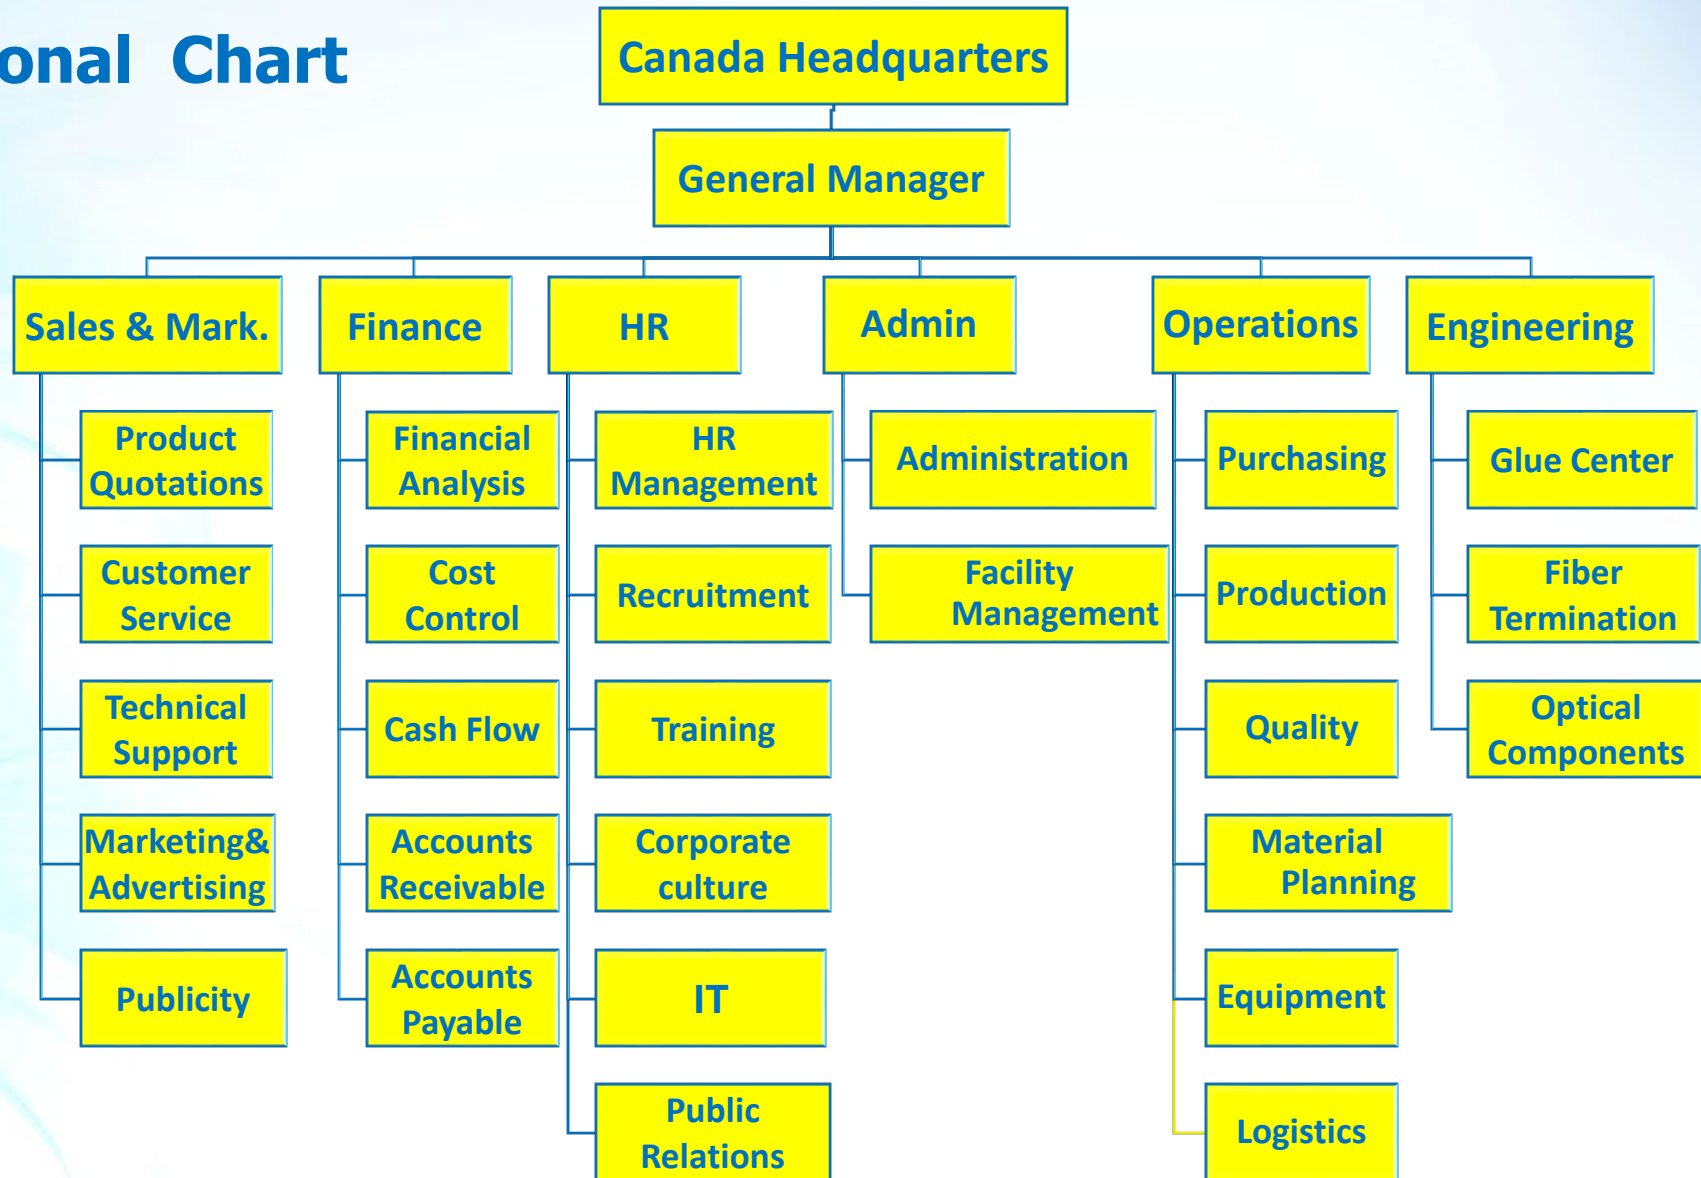 onal Chart
Canada Headquarters
General Manager
Sales & Mark.
Finance
HR
Admin
Operations
Engineering
Product
Quotations
Customer
Service
Technical
Support
Marketing&
Advertising
Publicity
Financial
Analysis
Cost
Control
Cash Flow
Accounts
Receivable
Accounts
Payable
HR
Management
Recruitment
Training
Corporate
culture
IT
Public
Relations
Administration
Facility
Management
Purchasing
Production
Quality
Material
Planning
Equipment
Logistics
Glue Center
Fiber
Termination
Optical
Components